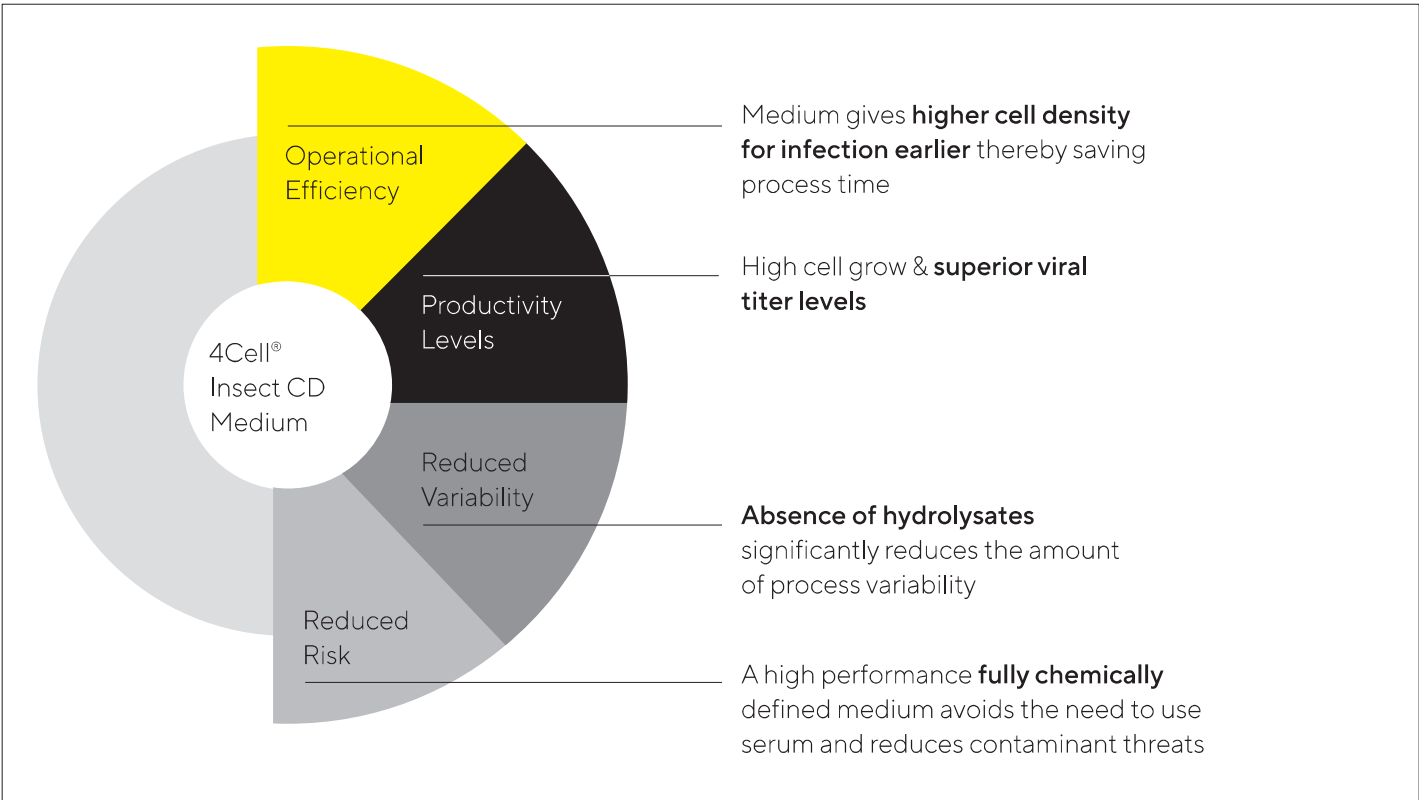 Operational
Efficiency
Medium gives higher cell density
for infection earlier thereby saving
process time
Productivity
Levels
High cell grow & superior viral
titer levels
4Cell®
Insect CD
Medium
Reduced
Variability
Absence of hydrolysates
significantly reduces the amount
of process variability
Reduced
Risk
A high performance fully chemically
defined medium avoids the need to use
serum and reduces contaminant threats